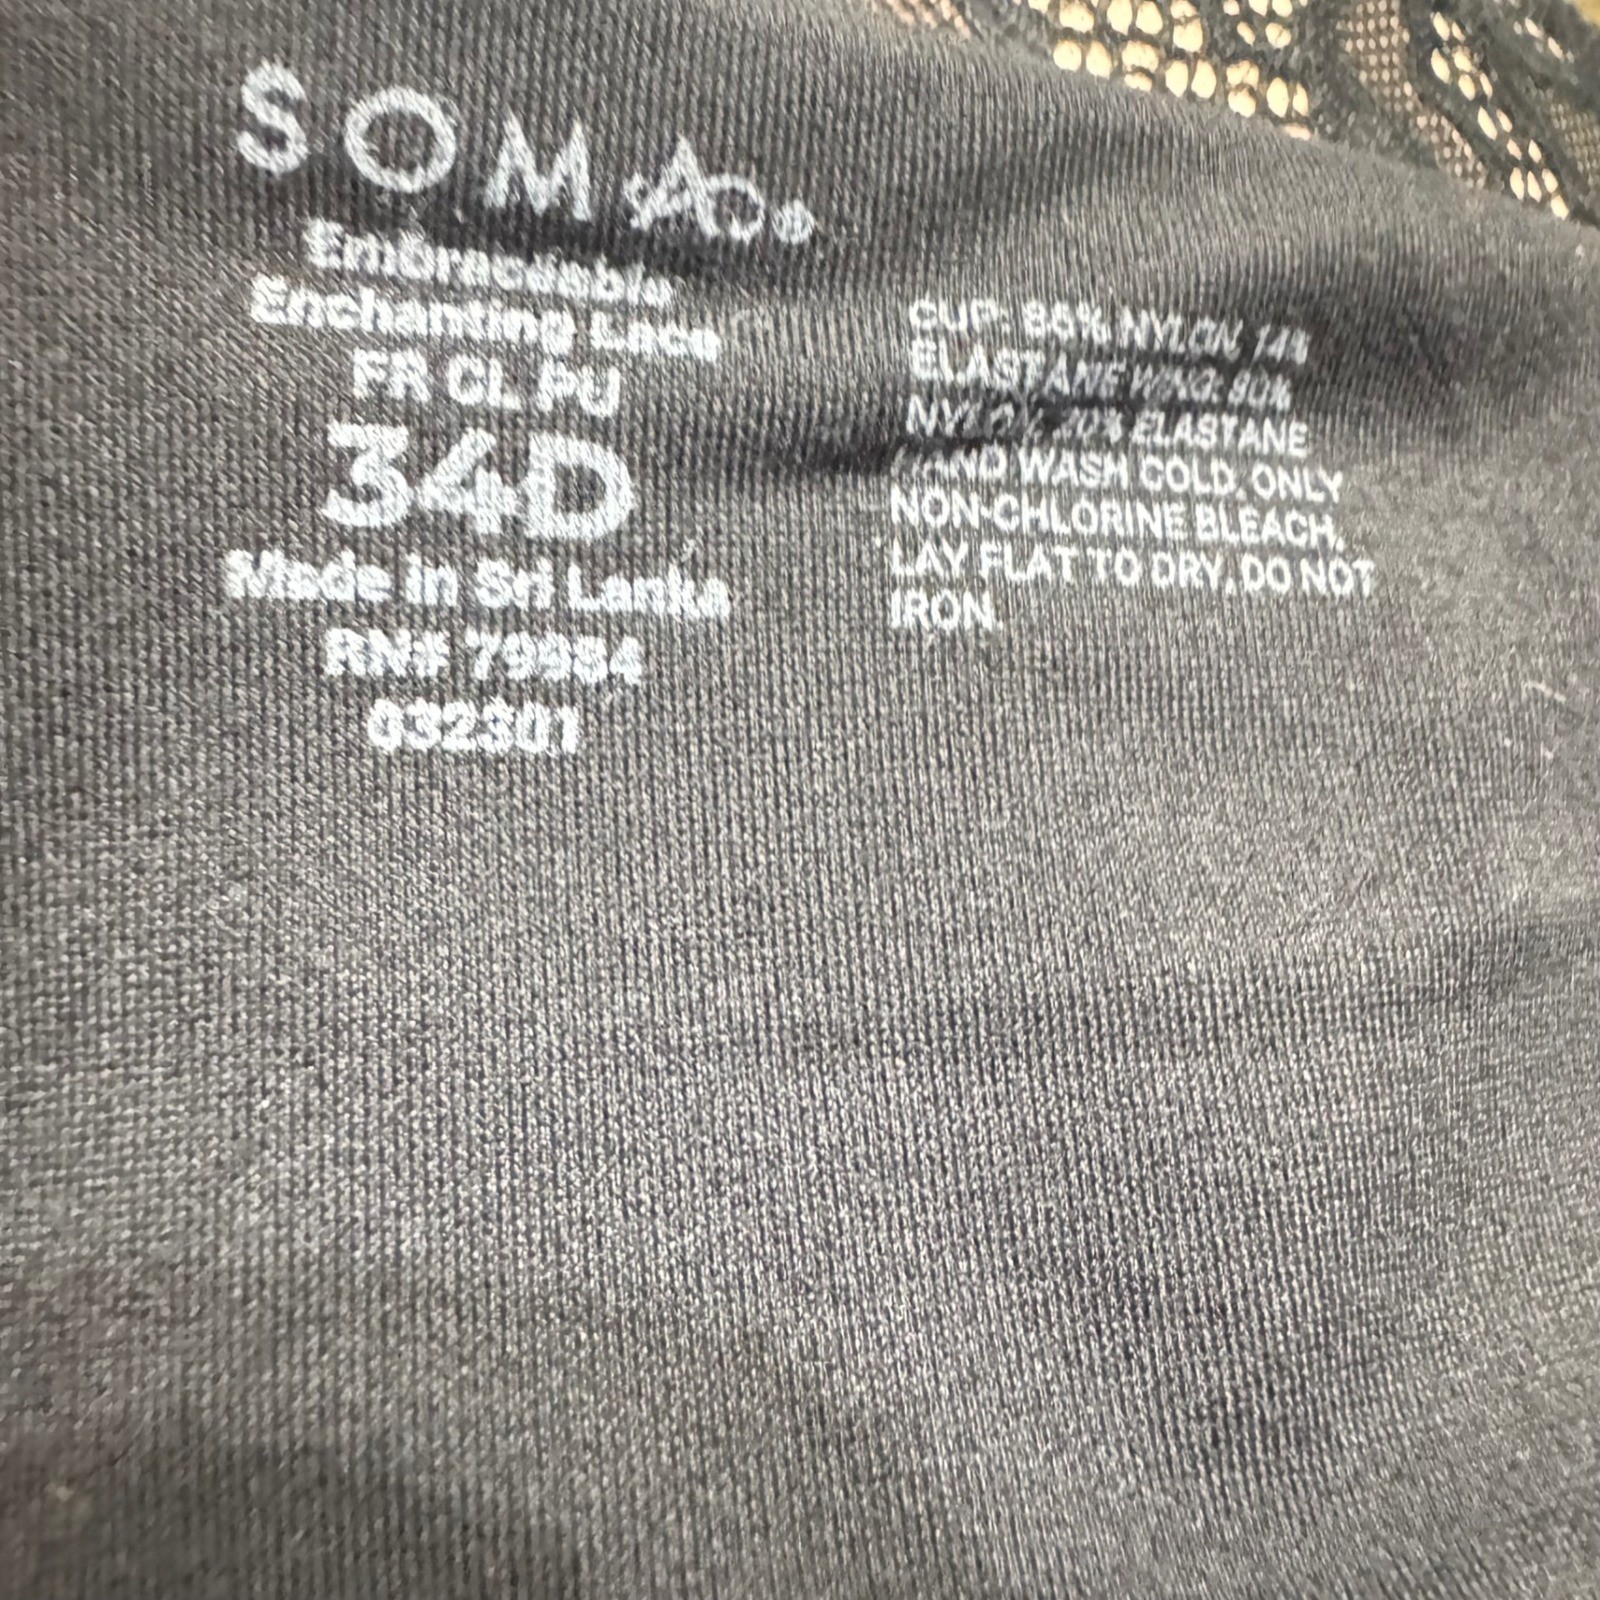 SOMA®
Embraceable
Enchanting Lace
FR CL PU
34D
Made in Sri Lanka
RN# 79984
032301
CUP: 86% NYLON, 14%
ELASTANE WING: 80%
NYLON, 20% ELASTANE
HAND WASH COLD. ONLY
NON-CHLORINE BLEACH.
LAY FLAT TO DRY. DO NOT
IRON.